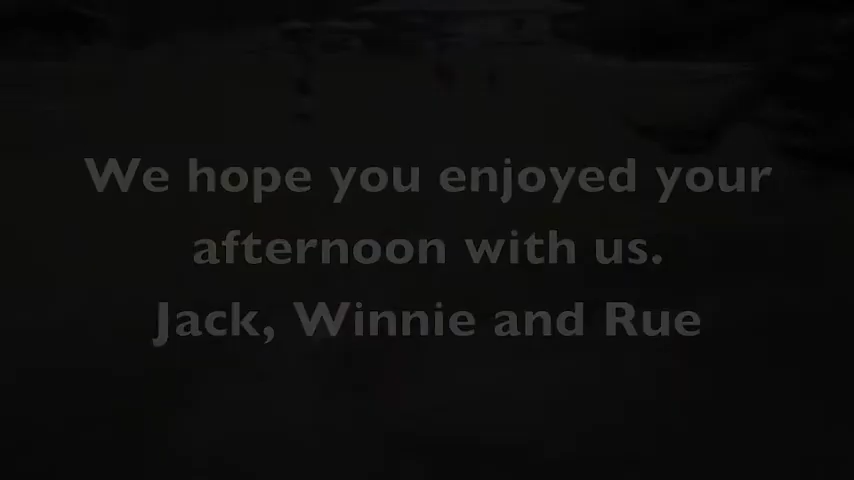 We hope you enjoyed your
afternoon with us.
Jack, Winnie and Rue